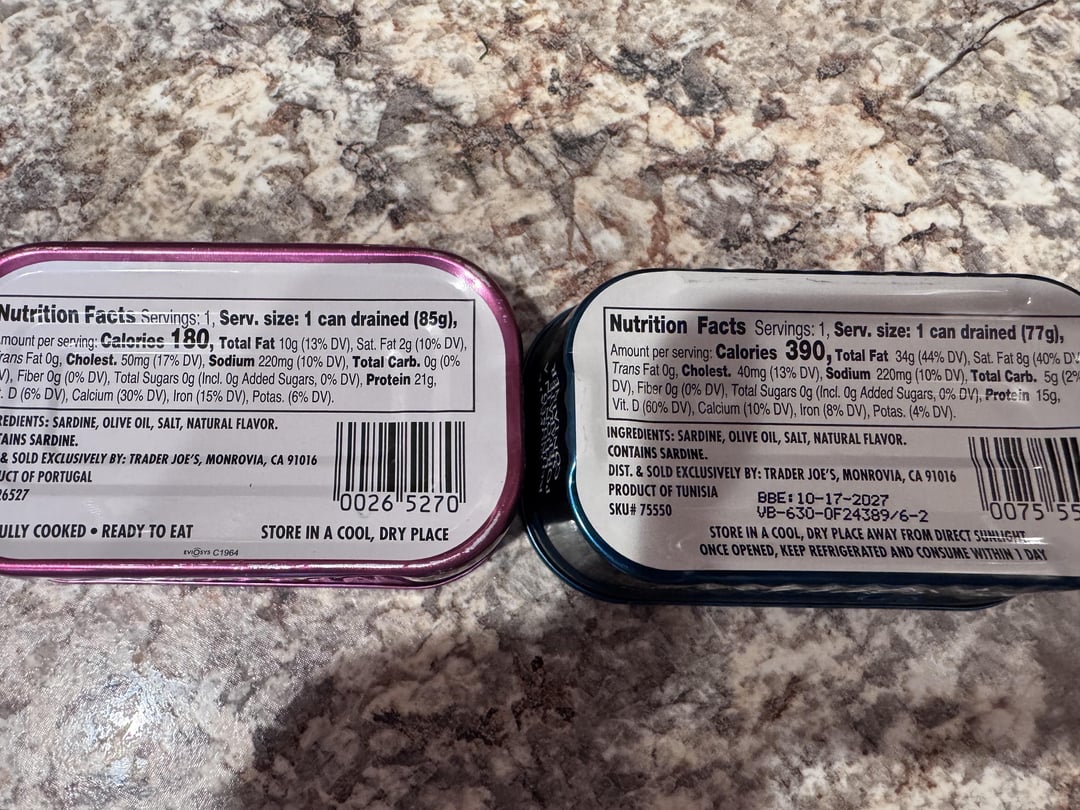 Nutrition Facts Servings: 1, Serv. size: 1 can drained (85g),
mount per serving: Calories 180, Total Fat 10g (13% DV), Sat. Fat 2g (10% DV),
rans Fat 0g, Cholest. 50mg (17% DV), Sodium 220mg (10% DV), Total Carb. 0g (0%
V), Fiber 0g (0% DV), Total Sugars 0g (Incl. 0g Added Sugars, 0% DV), Protein 21g,
. D (6% DV), Calcium (30% DV), Iron (15% DV), Potas. (6% DV).
REDIENTS: SARDINE, OLIVE OIL, SALT, NATURAL FLAVOR.
TAINS SARDINE.
& SOLD EXCLUSIVELY BY: TRADER JOE'S, MONROVIA, CA 91016
UCT OF PORTUGAL
26527
0026 5270
ULLY COOKED • READY TO EAT
STORE IN A COOL, DRY PLACE
EVIOSYS C1964
Nutrition Facts Servings: 1, Serv. size: 1 can drained (77g),
Amount per serving: Calories 390, Total Fat 34g (44% DV), Sat. Fat 8g (40% DV
Trans Fat 0g, Cholest. 40mg (13% DV), Sodium 220mg (10% DV), Total Carb. 5g (2%
DV), Fiber 0g (0% DV), Total Sugars 0g (Incl. 0g Added Sugars, 0% DV), Protein 15g,
Vit. D (60% DV), Calcium (10% DV), Iron (8% DV), Potas. (4% DV).
INGREDIENTS: SARDINE, OLIVE OIL, SALT, NATURAL FLAVOR.
CONTAINS SARDINE.
DIST. & SOLD EXCLUSIVELY BY: TRADER JOE'S, MONROVIA, CA 91016
PRODUCT OF TUNISIA
SKU# 75550
BBE:10-17-2027
VB-630-OF24389/6-2
0075 55
STORE IN A COOL, DRY PLACE AWAY FROM DIRECT SUNLIGHT.
ONCE OPENED, KEEP REFRIGERATED AND CONSUME WITHIN 1 DAY